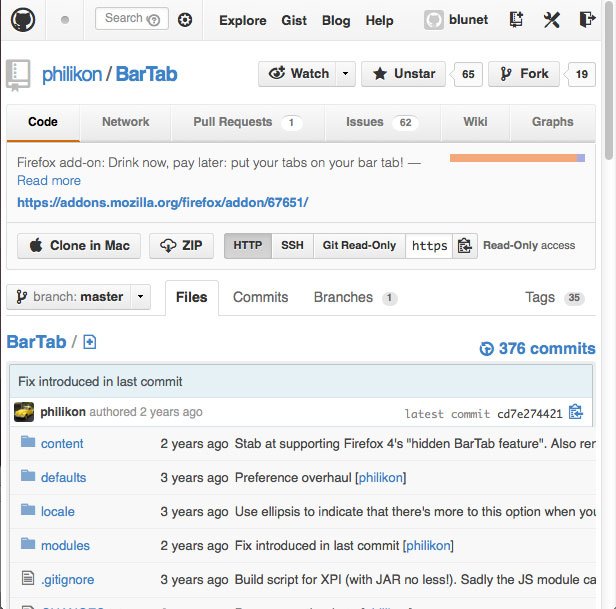 Search
Explore Gist Blog Help blunet
philikon / BarTab Watch Unstar 65 Fork 19
Code Network Pull Requests 1 Issues 62 Wiki Graphs
Firefox add-on: Drink now, pay later: put your tabs on your bar tab! —
Read more
https://addons.mozilla.org/firefox/addon/67651/
Clone in Mac ZIP HTTP SSH Git Read-Only https Read-Only access
branch: master Files Commits Branches 1 Tags 35
BarTab / 376 commits
Fix introduced in last commit
philikon authored 2 years ago latest commit cd7e274421
content 2 years ago Stab at supporting Firefox 4's "hidden BarTab feature". Also rer
defaults 3 years ago Preference overhaul [philikon]
locale 3 years ago Use ellipsis to indicate that there's more to this option when you
modules 2 years ago Fix introduced in last commit [philikon]
.gitignore 3 years ago Build script for XPI (with JAR no less!). Sadly the JS module ca